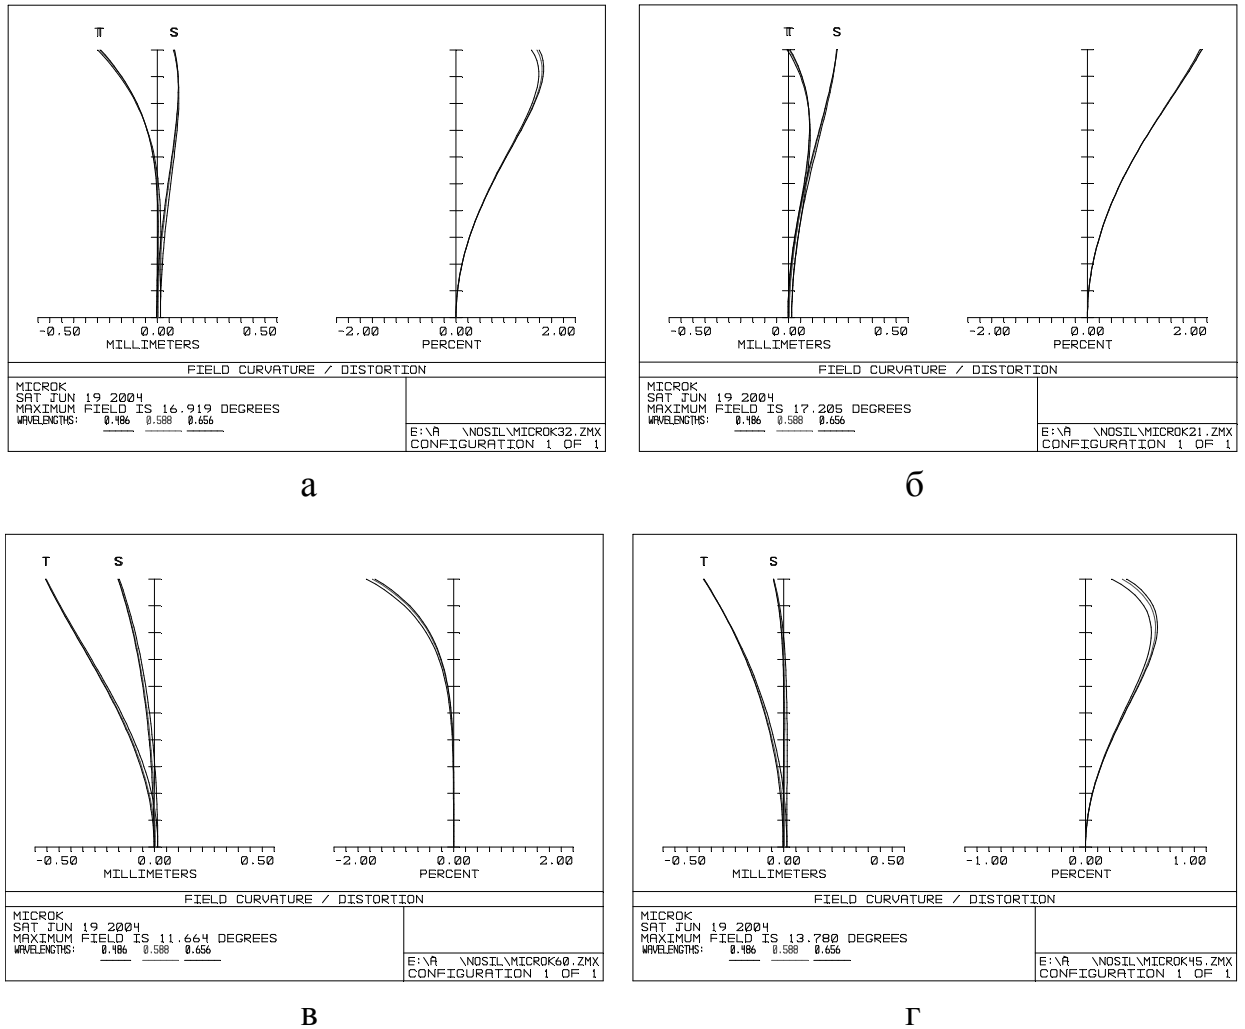 T S
-0.50 0.00 0.50 -2.00 0.00 2.00
MILLIMETERS PERCENT
FIELD CURVATURE / DISTORTION
MICROK
SAT JUN 19 2004
MAXIMUM FIELD IS 16.919 DEGREES
WAVELENGTHS: 0.486 0.588 0.656
E:\A \NOSIL\MICROK32.ZMX
CONFIGURATION 1 OF 1
а
T S
-0.50 0.00 0.50 -2.00 0.00 2.00
MILLIMETERS PERCENT
FIELD CURVATURE / DISTORTION
MICROK
SAT JUN 19 2004
MAXIMUM FIELD IS 17.205 DEGREES
WAVELENGTHS: 0.486 0.588 0.656
E:\A \NOSIL\MICROK21.ZMX
CONFIGURATION 1 OF 1
б
T S
-0.50 0.00 0.50 -2.00 0.00 2.00
MILLIMETERS PERCENT
FIELD CURVATURE / DISTORTION
MICROK
SAT JUN 19 2004
MAXIMUM FIELD IS 11.664 DEGREES
WAVELENGTHS: 0.486 0.588 0.656
E:\A \NOSIL\MICROK60.ZMX
CONFIGURATION 1 OF 1
в
T S
-0.50 0.00 0.50 -1.00 0.00 1.00
MILLIMETERS PERCENT
FIELD CURVATURE / DISTORTION
MICROK
SAT JUN 19 2004
MAXIMUM FIELD IS 13.780 DEGREES
WAVELENGTHS: 0.486 0.588 0.656
E:\A \NOSIL\MICROK45.ZMX
CONFIGURATION 1 OF 1
г